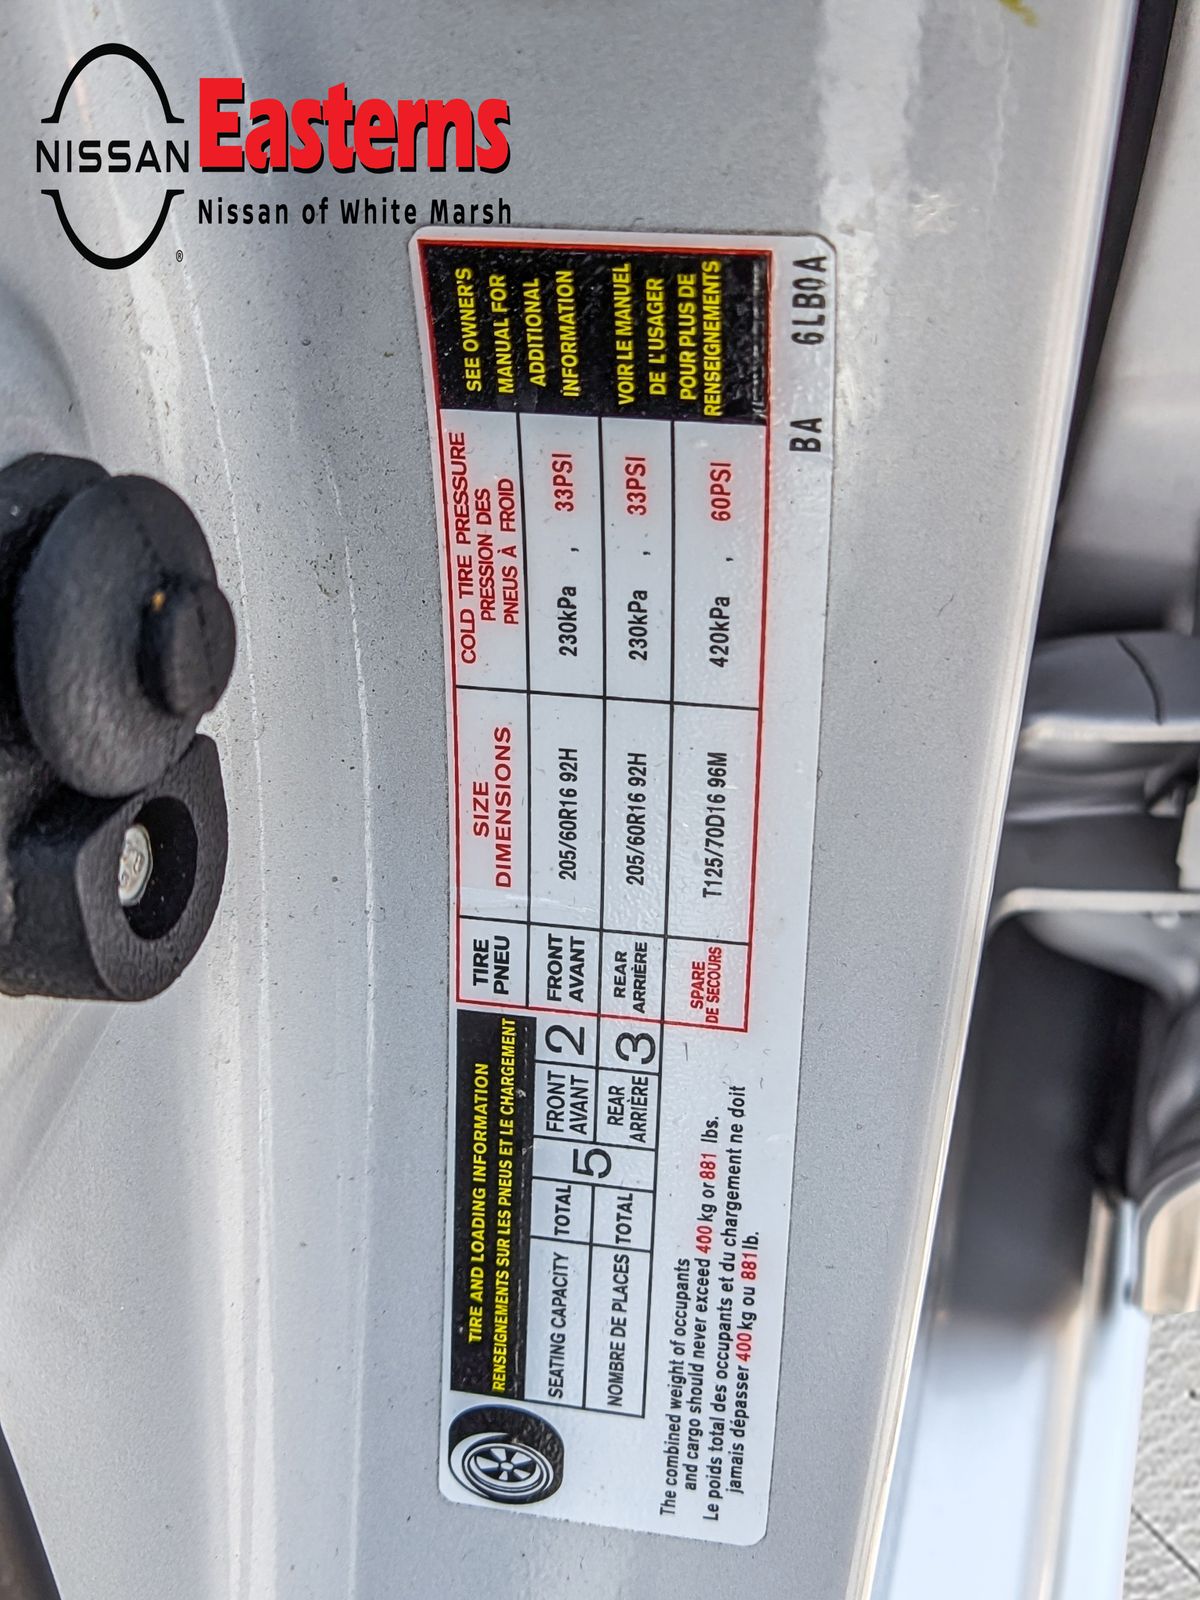 NISSAN
®
Easterns
Nissan of White Marsh
TIRE AND LOADING INFORMATION
RENSEIGNEMENTS SUR LES PNEUS ET LE CHARGEMENT
SEATING CAPACITY TOTAL 5 FRONT AVANT 2
NOMBRE DE PLACES TOTAL REAR ARRIÈRE 3
The combined weight of occupants
and cargo should never exceed 400 kg or 881 lbs.
Le poids total des occupants et du chargement ne doit
jamais dépasser 400 kg ou 881 lb.
TIRE PNEU
SIZE DIMENSIONS
COLD TIRE PRESSURE
PRESSION DES
PNEUS À FROID
FRONT AVANT 205/60R16 92H 230kPa , 33PSI
REAR ARRIÈRE 205/60R16 92H 230kPa , 33PSI
SPARE DE SECOURS T125/70D16 96M 420kPa , 60PSI
SEE OWNER'S
MANUAL FOR
ADDITIONAL
INFORMATION
VOIR LE MANUEL
DE L'USAGER
POUR PLUS DE
RENSEIGNEMENTS
BA 6LB0A